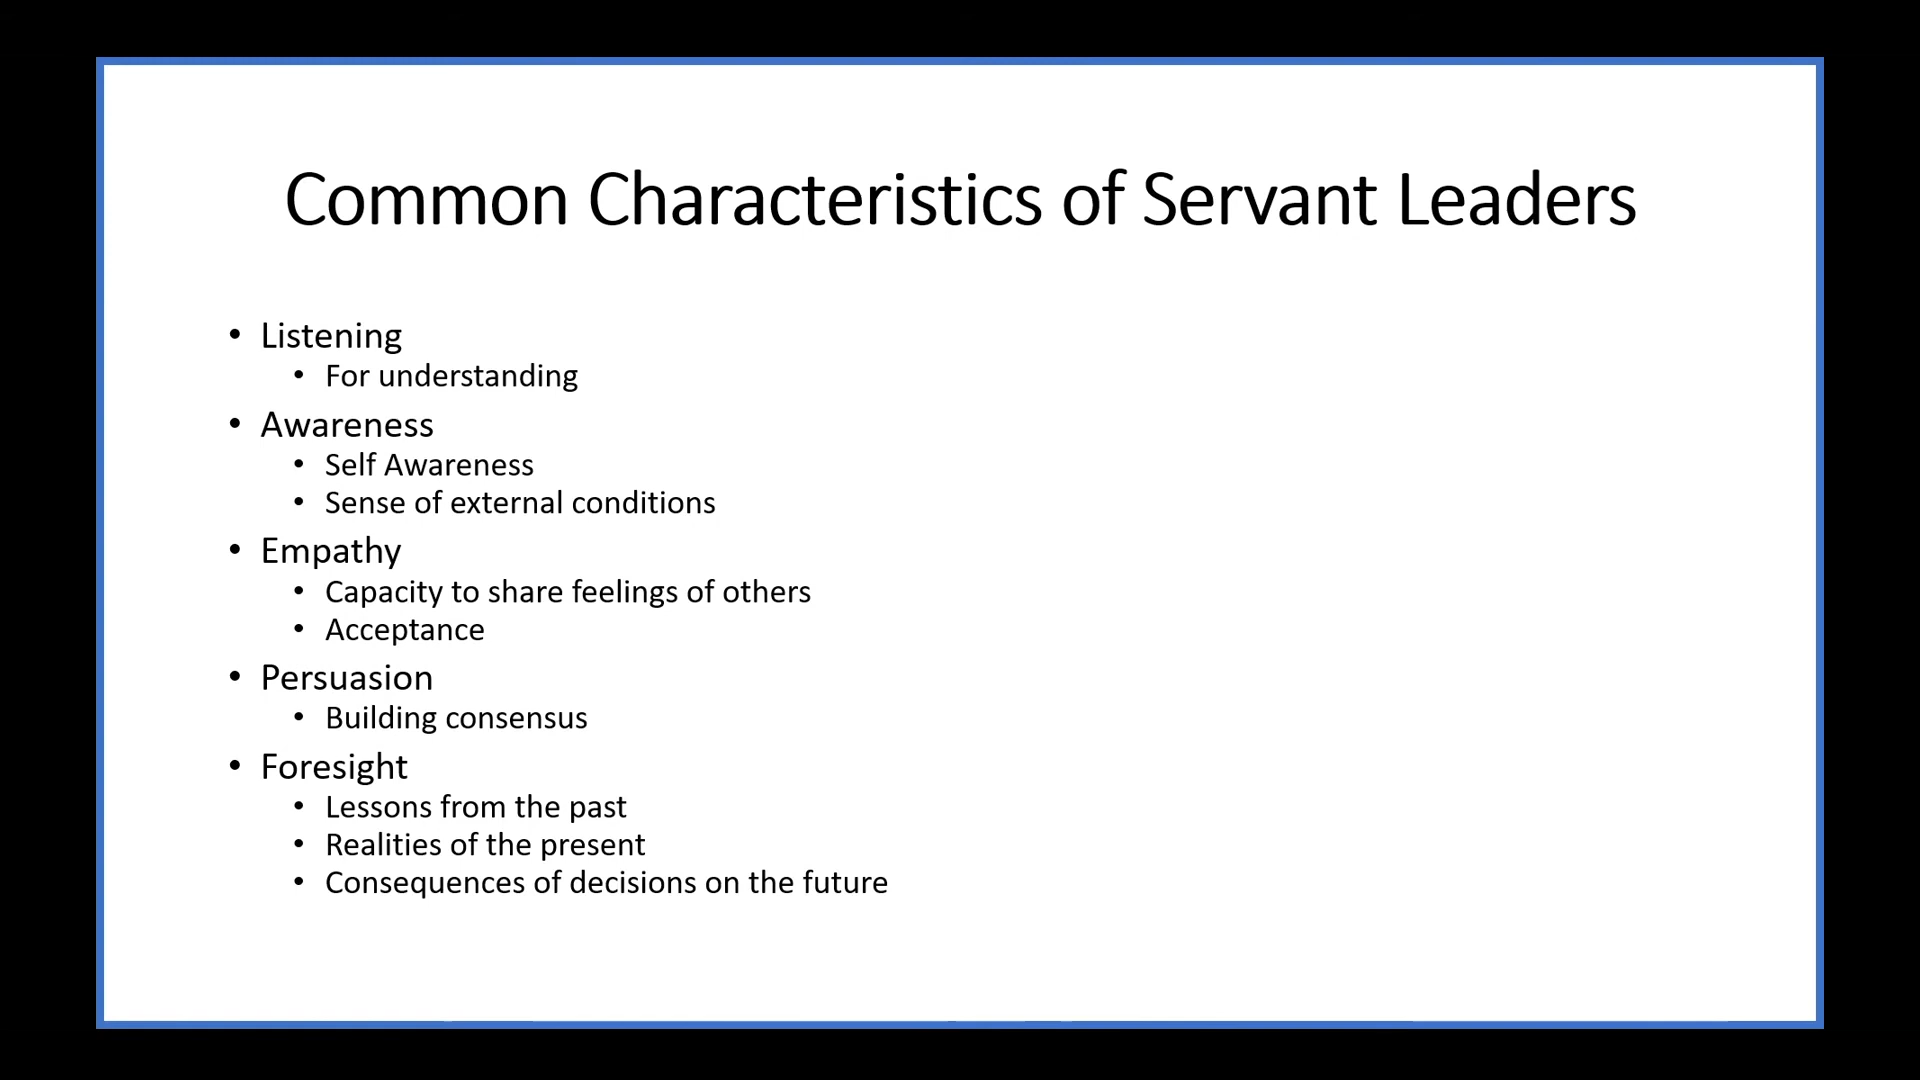 Common Characteristics of Servant Leaders
• Listening
• For understanding
• Awareness
• Self Awareness
• Sense of external conditions
• Empathy
• Capacity to share feelings of others
• Acceptance
• Persuasion
• Building consensus
• Foresight
• Lessons from the past
• Realities of the present
• Consequences of decisions on the future